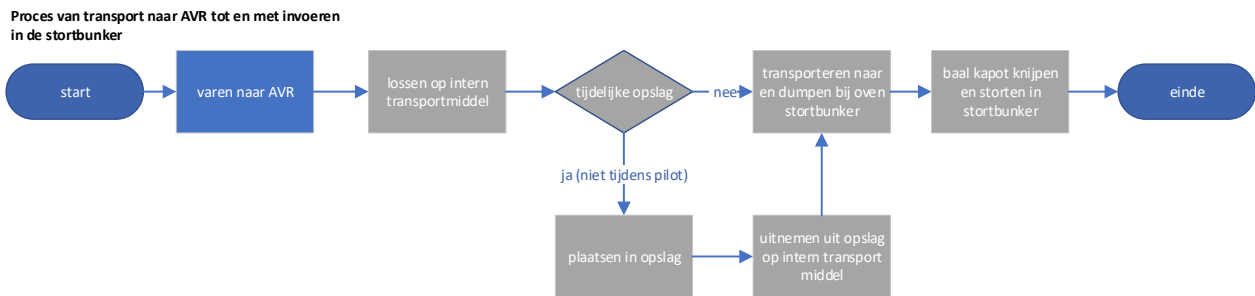 Proces van transport naar AVR tot en met invoeren
in de stortbunker
start
varen naar AVR
lossen op intern
transportmiddel
tijdelijke opslag
nee
transporteren naar
en dumpen bij oven
stortbunker
baal kapot knijpen
en storten in
stortbunker
einde
ja (niet tijdens pilot)
plaatsen in opslag
uitnemen uit opslag
op intern transport
middel